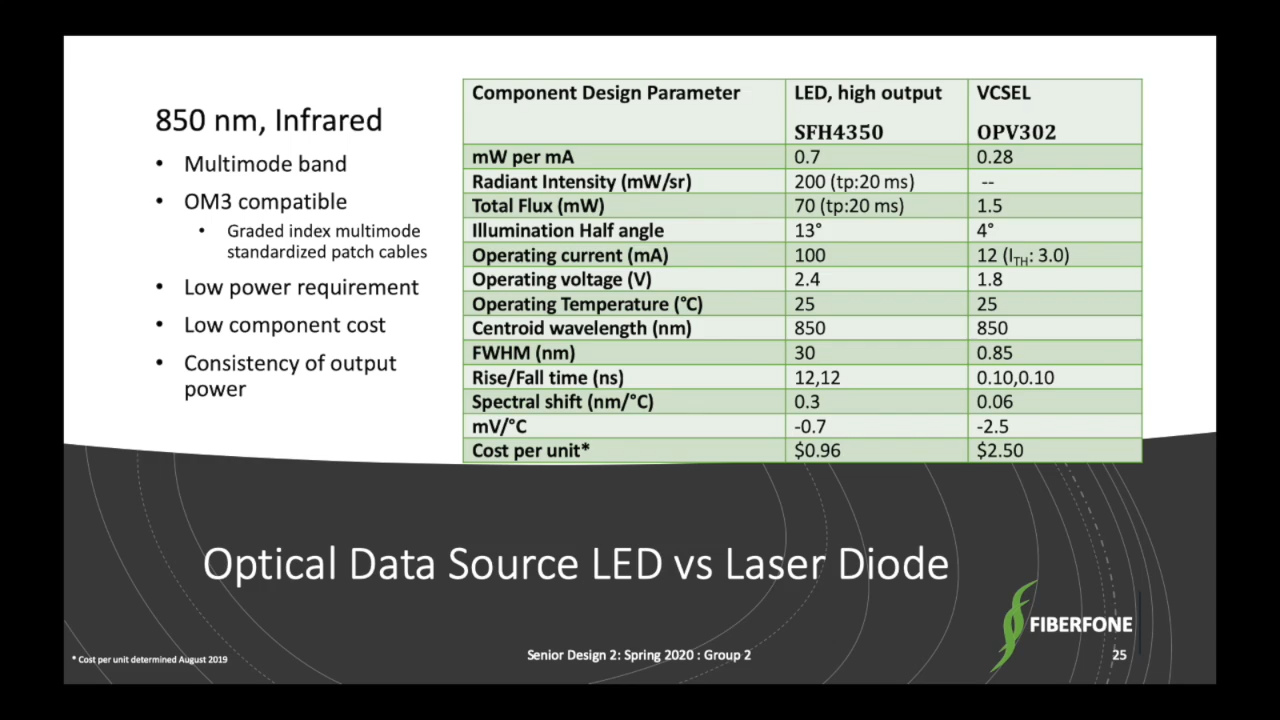 850 nm, Infrared
• Multimode band
• OM3 compatible
• Graded index multimode
standardized patch cables
• Low power requirement
• Low component cost
• Consistency of output
power
Component Design Parameter LED, high output VCSEL
SFH4350 OPV302
mW per mA 0.7 0.28
Radiant Intensity (mW/sr) 200 (tp:20 ms) --
Total Flux (mW) 70 (tp:20 ms) 1.5
Illumination Half angle 13° 4°
Operating current (mA) 100 12 (ITH: 3.0)
Operating voltage (V) 2.4 1.8
Operating Temperature (°C) 25 25
Centroid wavelength (nm) 850 850
FWHM (nm) 30 0.85
Rise/Fall time (ns) 12,12 0.10,0.10
Spectral shift (nm/°C) 0.3 0.06
mV/°C -0.7 -2.5
Cost per unit* $0.96 $2.50
Optical Data Source LED vs Laser Diode
FIBERFONE
* Cost per unit determined August 2019
Senior Design 2: Spring 2020 : Group 2
25